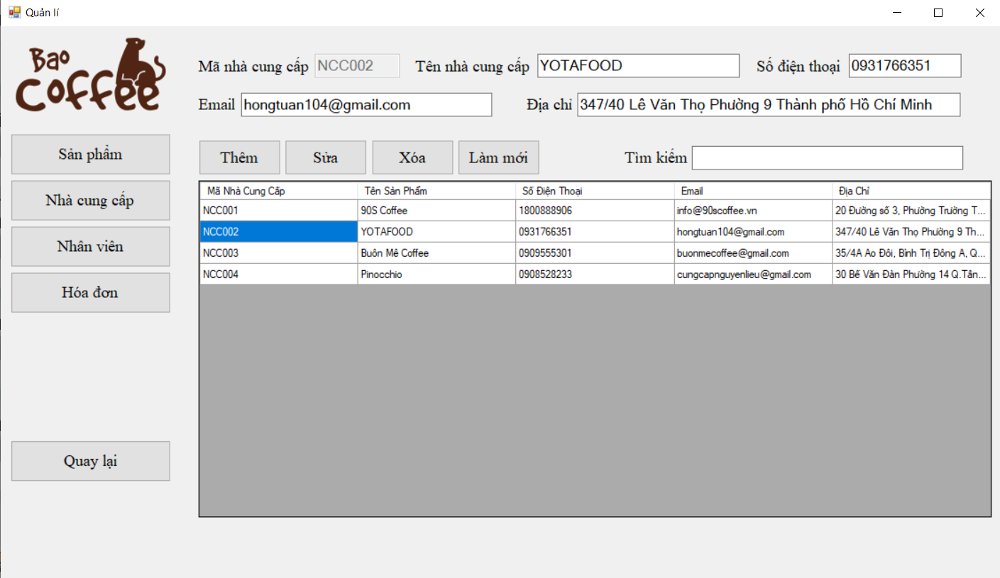 Quản lí
Bao
Coffee
Mã nhà cung cấp NCC002 Tên nhà cung cấp YOTAFOOD Số điện thoại 0931766351
Email hongtuan104@gmail.com Địa chỉ 347/40 Lê Văn Thọ Phường 9 Thành phố Hồ Chí Minh
Sản phẩm
Nhà cung cấp
Nhân viên
Hóa đơn
Quay lại
Thêm Sửa Xóa Làm mới Tìm kiếm
Mã Nhà Cung Cấp Tên Sản Phẩm Số Điện Thoại Email Địa Chỉ
NCC001 90S Coffee 1800888906 info@90scoffee.vn 20 Đường số 3, Phường Trường T...
NCC002 YOTAFOOD 0931766351 hongtuan104@gmail.com 347/40 Lê Văn Thọ Phường 9 Th...
NCC003 Buôn Mê Coffee 0909555301 buonmecoffee@gmail.com 35/4A Ao Đôi, Bình Trị Đông A, Q...
NCC004 Pinocchio 0908528233 cungcapnguyenlieu@gmail.com 30 Bế Văn Đàn Phường 14 Q.Tân...